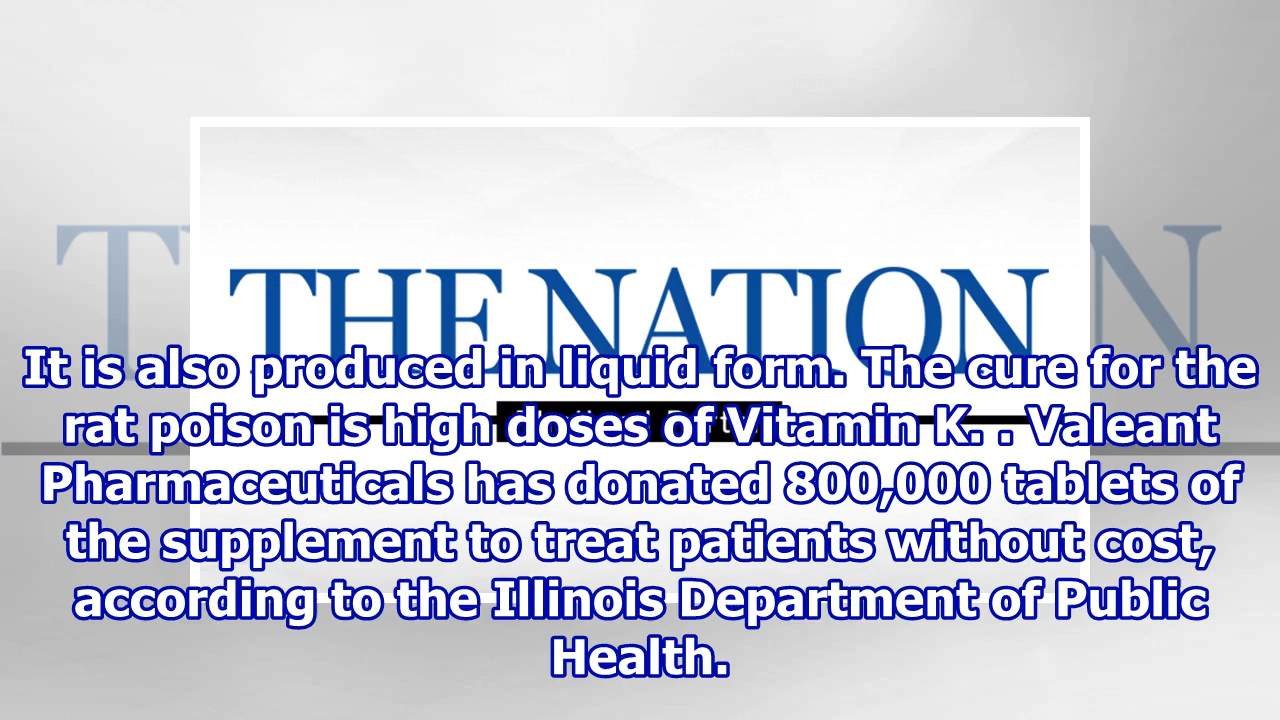 THE NATION
It is also produced in liquid form. The cure for the
rat poison is high doses of Vitamin K. . Valeant
Pharmaceuticals has donated 800,000 tablets of
the supplement to treat patients without cost,
according to the Illinois Department of Public
Health.